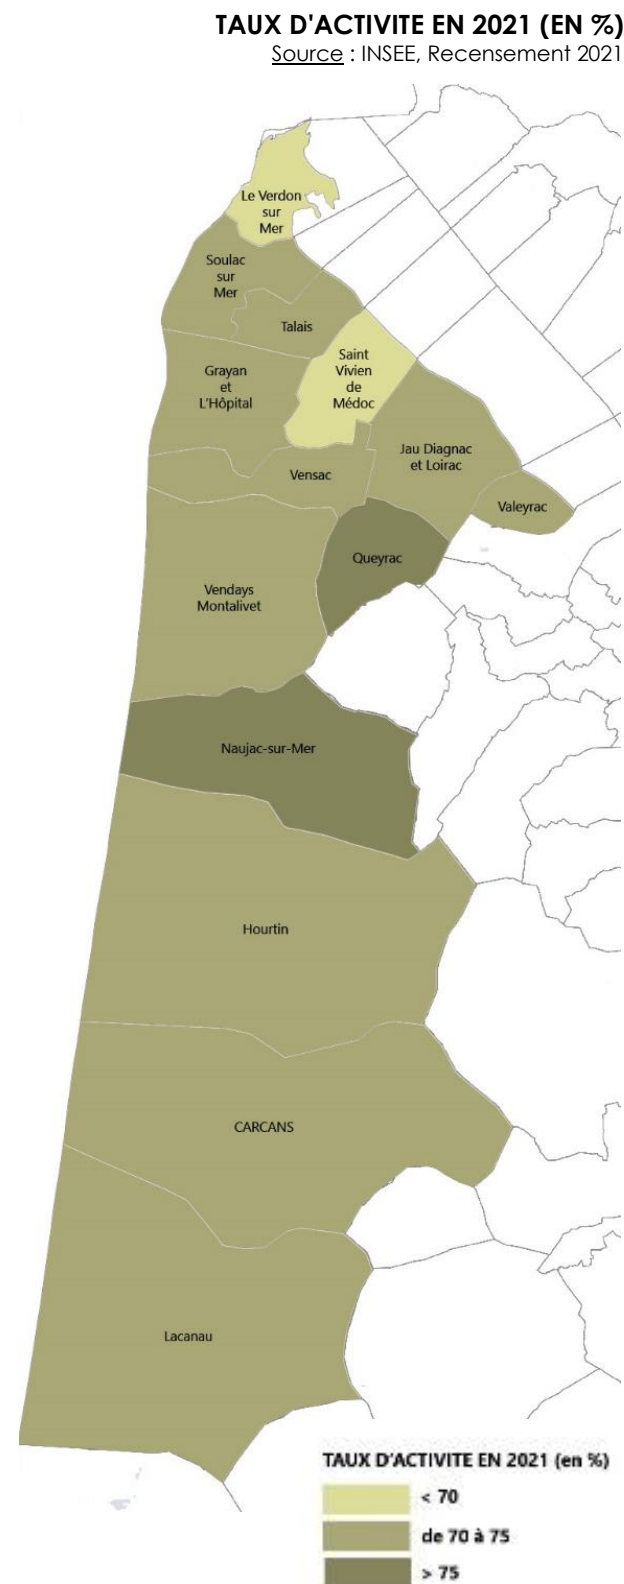 TAUX D'ACTIVITE EN 2021 (EN %)
Source : INSEE, Recensement 2021
Le Verdon
sur
Mer
Soulac
sur
Mer
Talais
Saint
Vivien
de
Médoc
Grayan
et
L'Hôpital
Jau Diagnac
et Loirac
Vensac
Valeyrac
Queyrac
Vendays
Montalivet
Naujac-sur-Mer
Hourtin
CARCANS
Lacanau
TAUX D'ACTIVITE EN 2021 (en %)
< 70
de 70 à 75
> 75